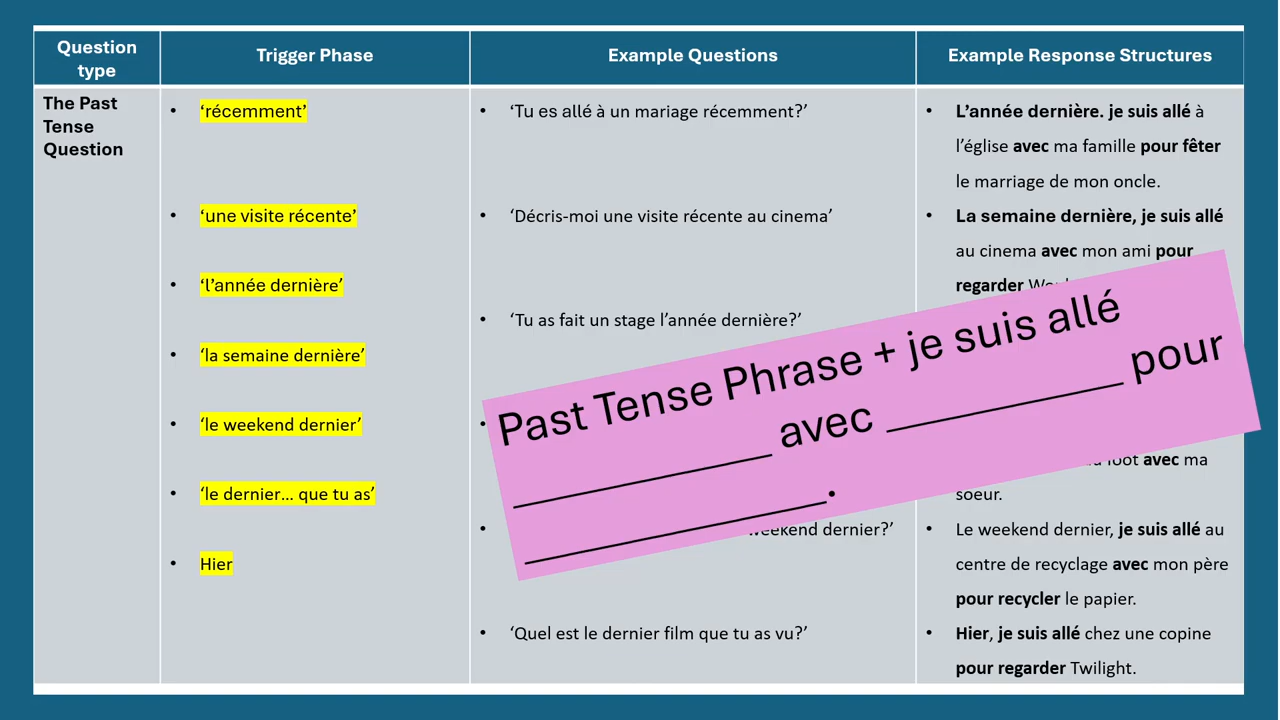 Question type
Trigger Phase
Example Questions
Example Response Structures
The Past
Tense
Question
• ‘récemment’
• ‘une visite récente’
• ‘l’année dernière’
• ‘la semaine dernière’
• ‘le weekend dernier’
• ‘le dernier… que tu as’
• Hier
• ‘Tu es allé à un mariage récemment?’
• ‘Décris-moi une visite récente au cinema’
‘Tu as fait un stage l’année dernière?’
weekend dernier?’
‘Quel est le dernier film que tu as vu?’
• L’année dernière. je suis allé à
l’église avec ma famille pour fêter
le marriage de mon oncle.
• La semaine dernière, je suis allé
au cinema avec mon ami pour
regarder
foot avec ma
soeur.
• Le weekend dernier, je suis allé au
centre de recyclage avec mon père
pour recycler le papier.
• Hier, je suis allé chez une copine
pour regarder Twilight.
Past Tense Phrase + je suis allé
____________ avec ____________ pour
______________.